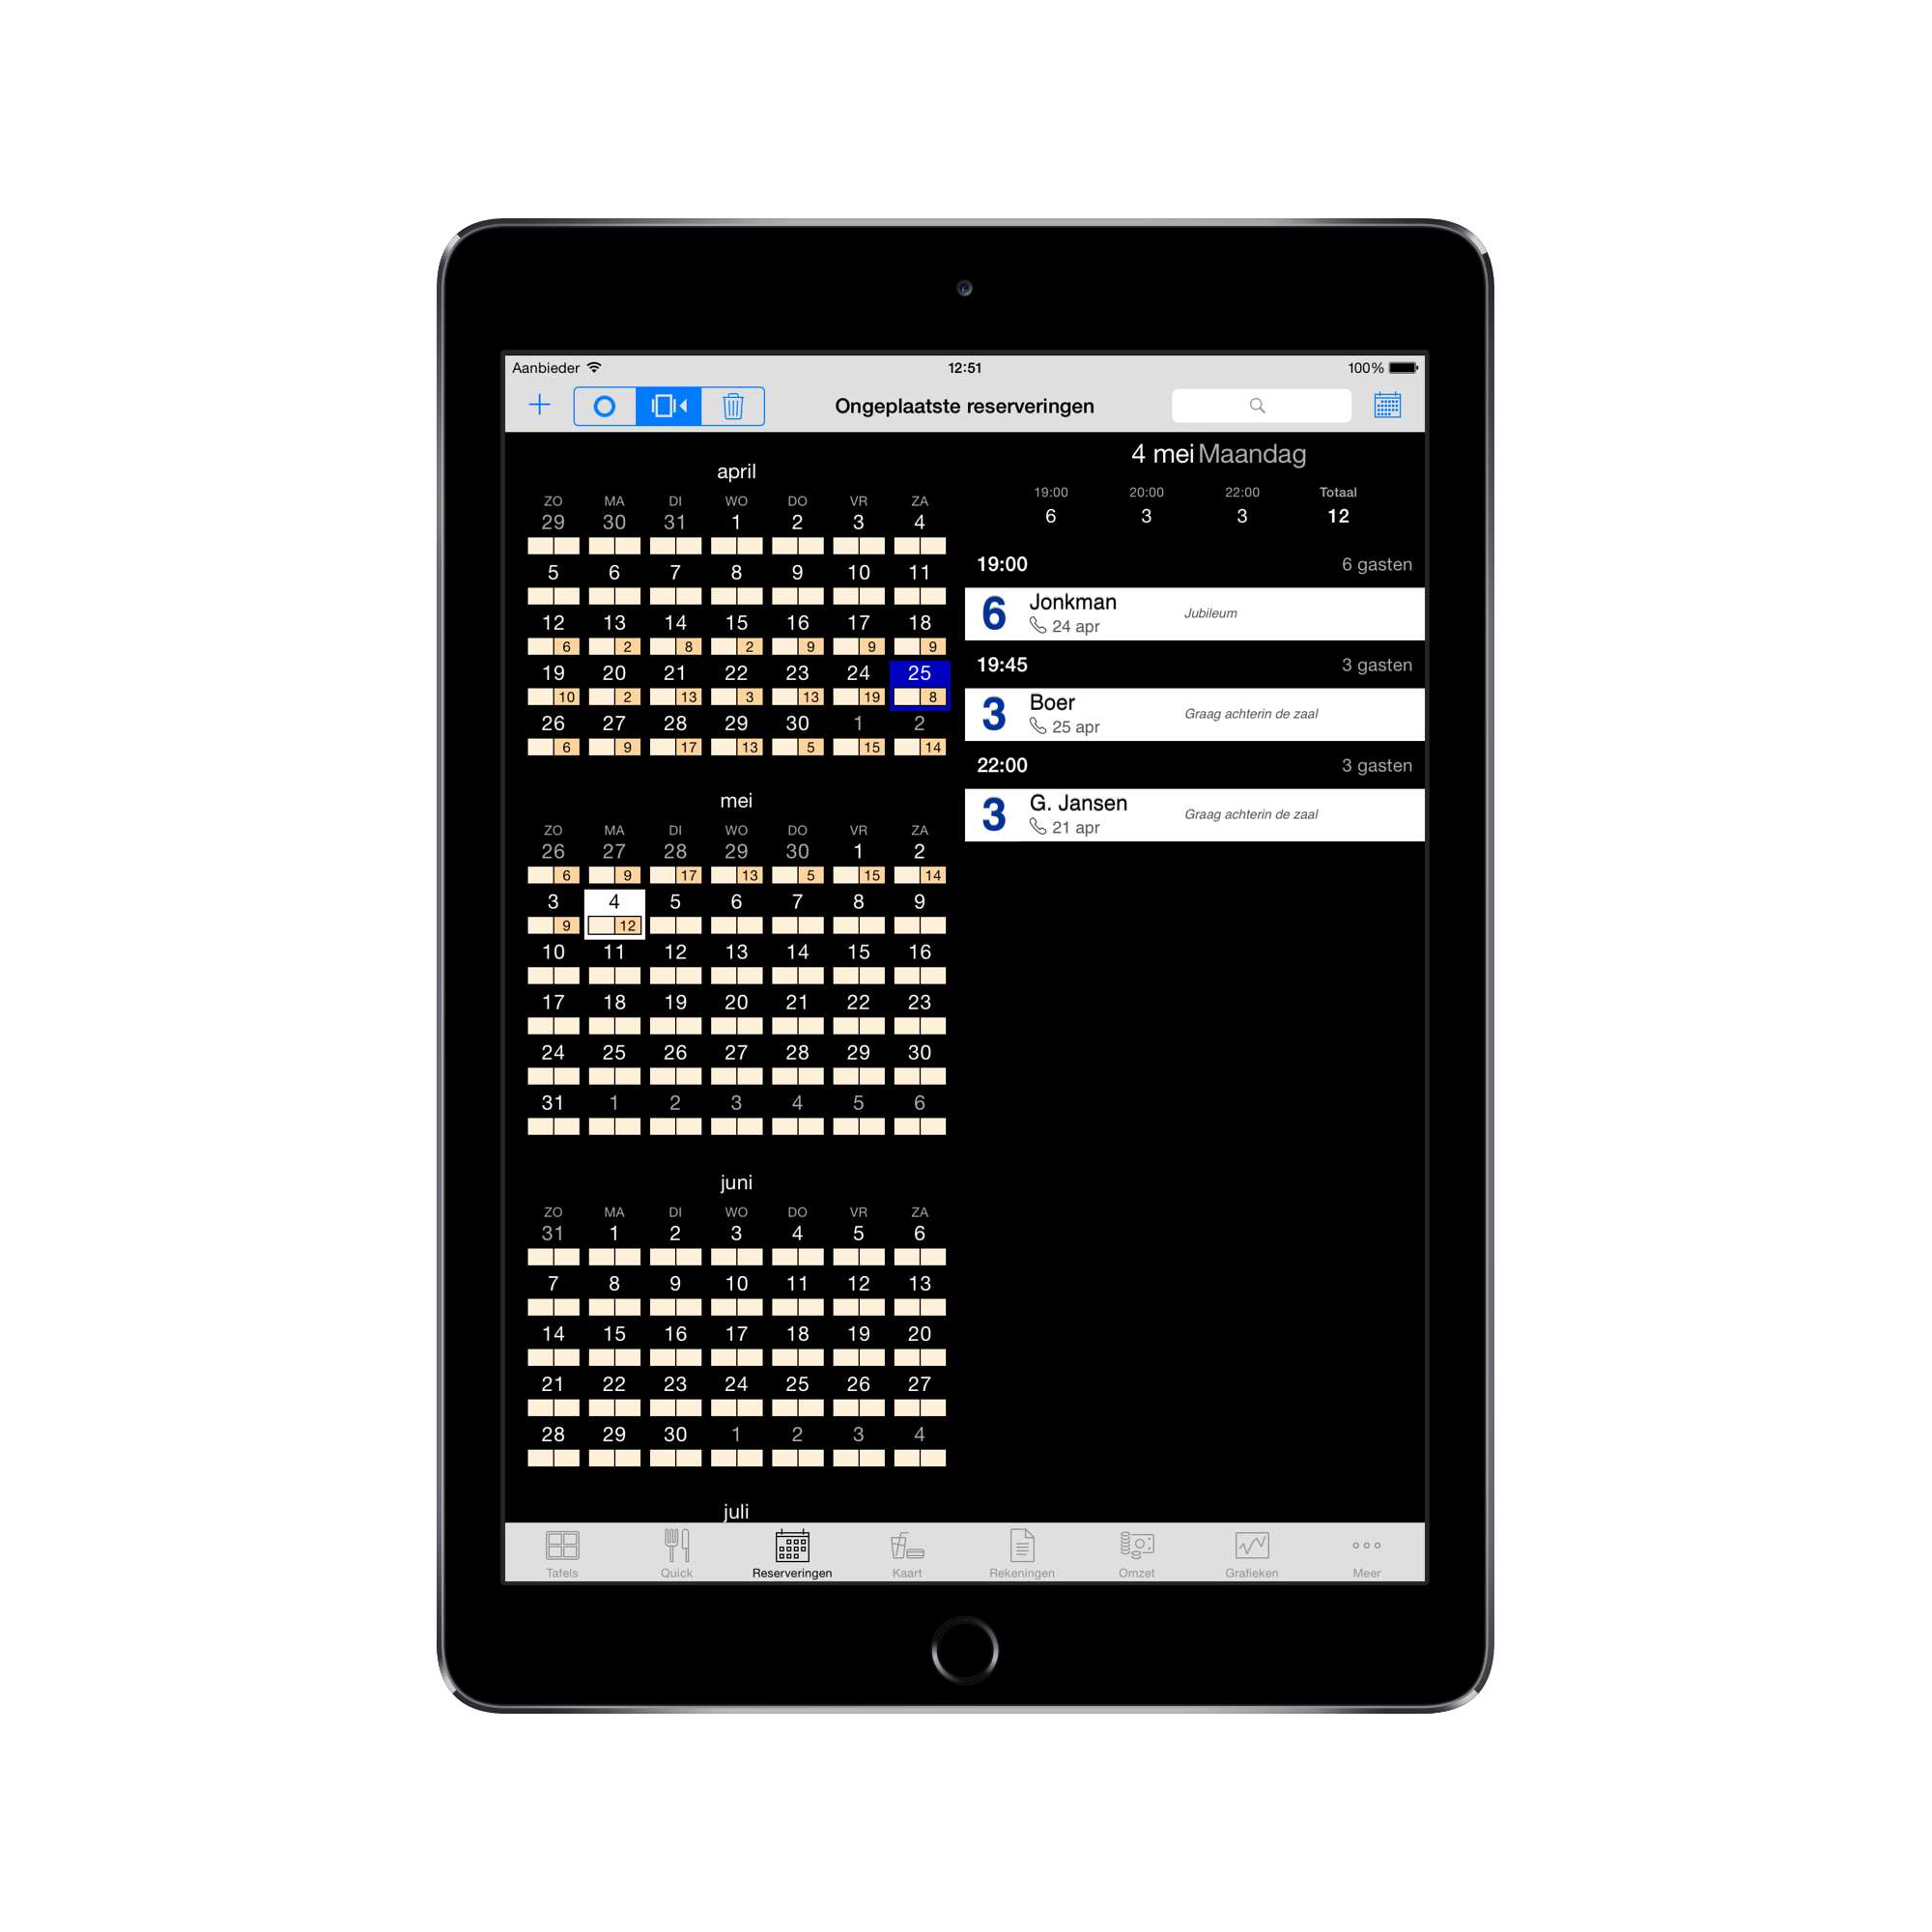 Aanbieder 12:51 100%
Ongeplaatste reserveringen
april
ZO MA DI WO DO VR ZA
29 30 31 1 2 3 4
5 6 7 8 9 10 11
12 13 14 15 16 17 18
6 2 8 2 9 9 9
19 20 21 22 23 24 25
10 2 13 3 13 19 8
26 27 28 29 30 1 2
6 9 17 13 5 15 14
mei
ZO MA DI WO DO VR ZA
26 27 28 29 30 1 2
6 9 17 13 5 15 14
3 4 5 6 7 8 9
9 12
10 11 12 13 14 15 16
17 18 19 20 21 22 23
24 25 26 27 28 29 30
31 1 2 3 4 5 6
juni
ZO MA DI WO DO VR ZA
31 1 2 3 4 5 6
7 8 9 10 11 12 13
14 15 16 17 18 19 20
21 22 23 24 25 26 27
28 29 30 1 2 3 4
juli
4 mei Maandag
19:00 20:00 22:00 Totaal
6 3 3 12
19:00 6 gasten
6 Jonkman Jubileum
24 apr
19:45 3 gasten
3 Boer Graag achterin de zaal
25 apr
22:00 3 gasten
3 G. Jansen Graag achterin de zaal
21 apr
Tafels Quick Reserveringen Kaart Rekeningen Omzet Grafieken Meer